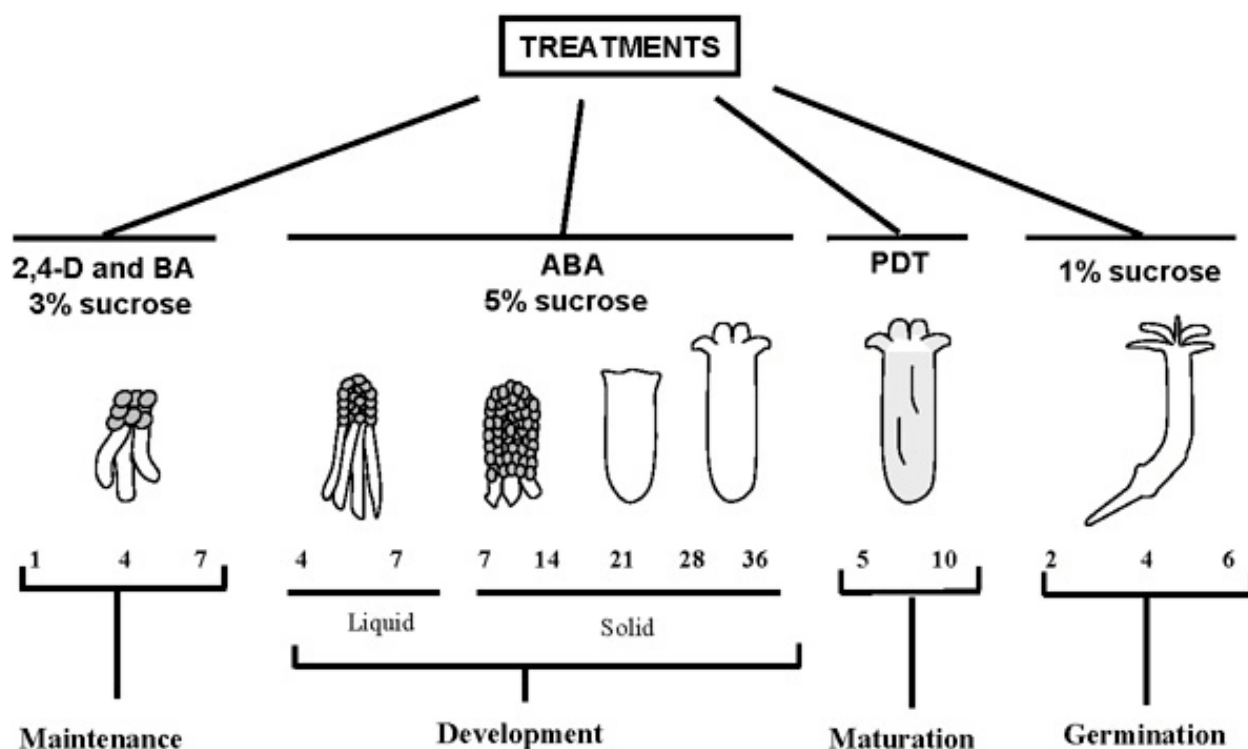 TREATMENTS
2,4-D and BA
3% sucrose
ABA
5% sucrose
PDT
1% sucrose
1 4 7
4 7
7 14 21 28 36
5 10
2 4 6
Liquid
Solid
Maintenance
Development
Maturation
Germination